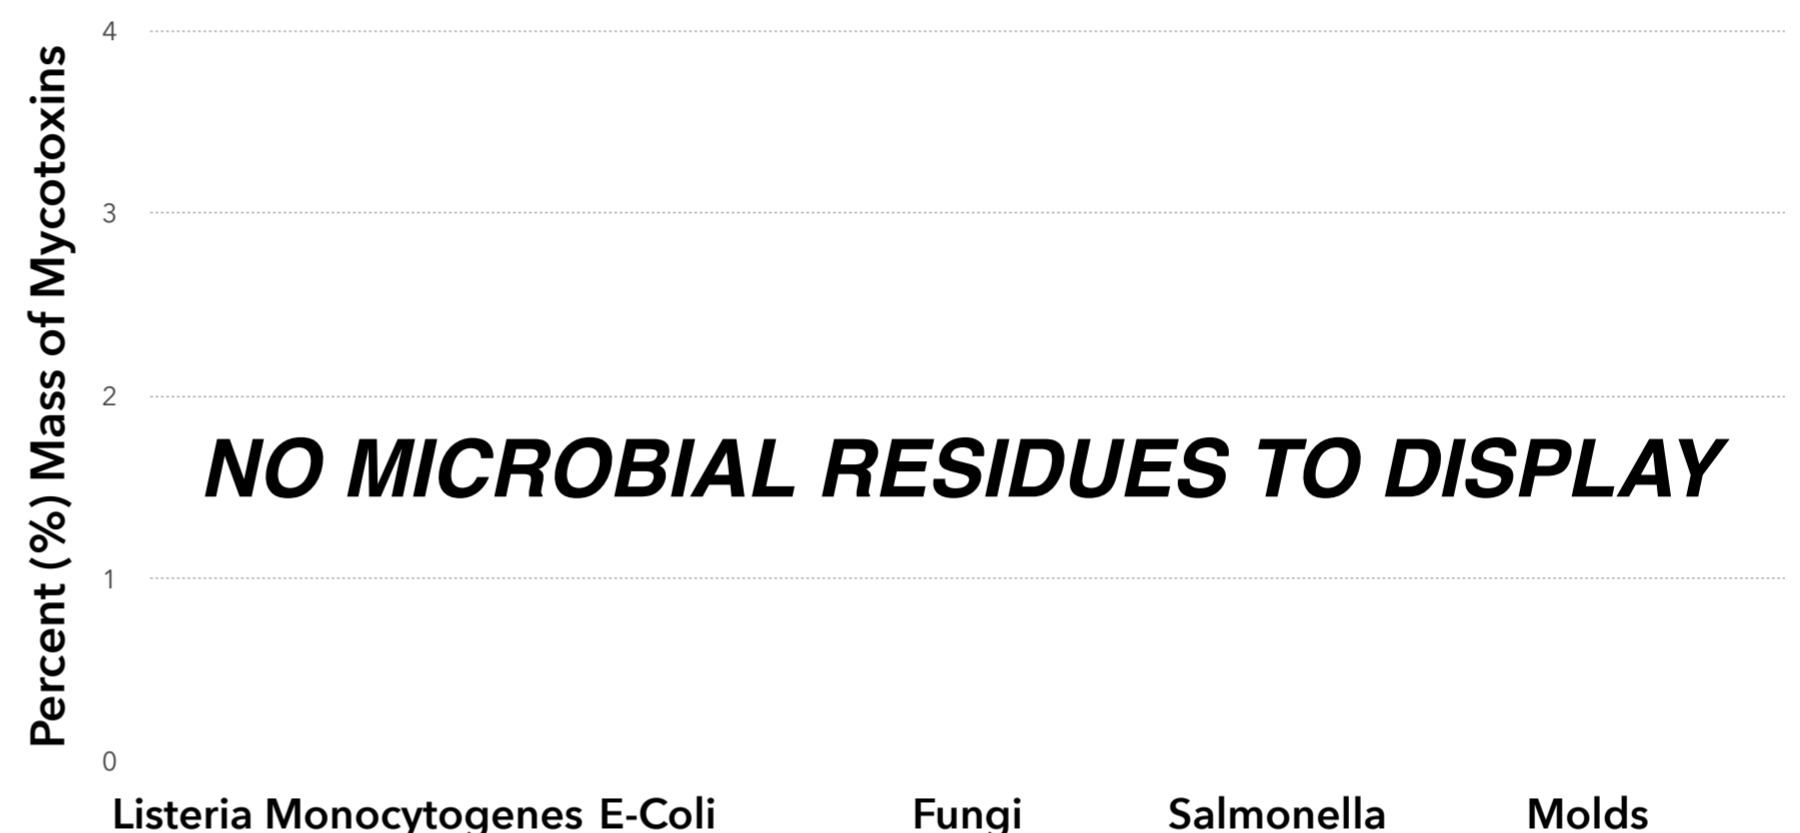 Percent (%) Mass of Mycotoxins
4
3
2
NO MICROBIAL RESIDUES TO DISPLAY
1
0
Listeria Monocytogenes E-Coli Fungi Salmonella Molds